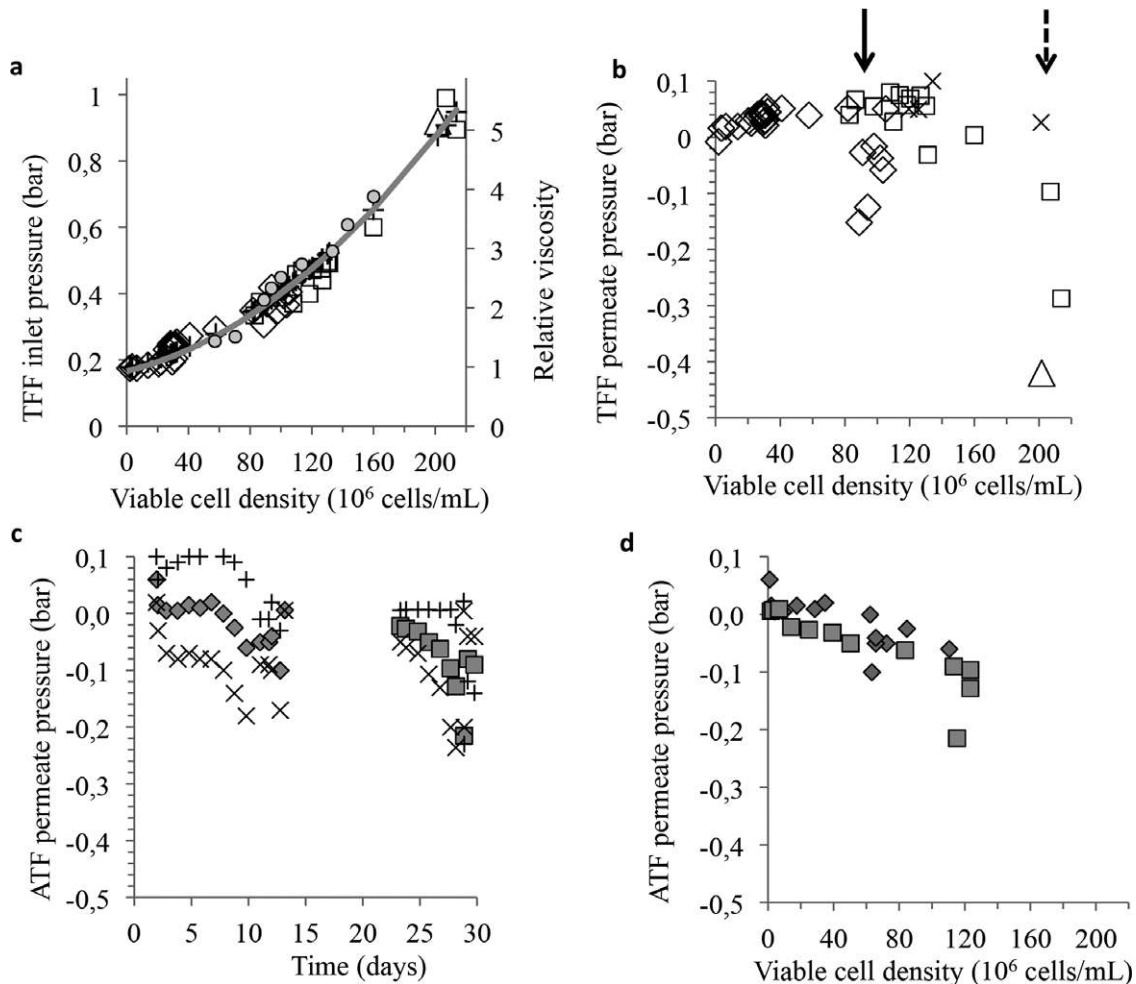 a
TFF inlet pressure (bar)
1
0,8
0,6
0,4
0,2
0
5
4
3
2
1
0
Relative viscosity
0 40 80 120 160 200
Viable cell density (10⁶ cells/mL)
b
TFF permeate pressure (bar)
0,1
0
-0,1
-0,2
-0,3
-0,4
-0,5
0 40 80 120 160 200
Viable cell density (10⁶ cells/mL)
c
ATF permeate pressure (bar)
0,1
0,0
-0,1
-0,2
-0,3
-0,4
-0,5
0 5 10 15 20 25 30
Time (days)
d
ATF permeate pressure (bar)
0,1
0,0
-0,1
-0,2
-0,3
-0,4
-0,5
0 40 80 120 160 200
Viable cell density (10⁶ cells/mL)